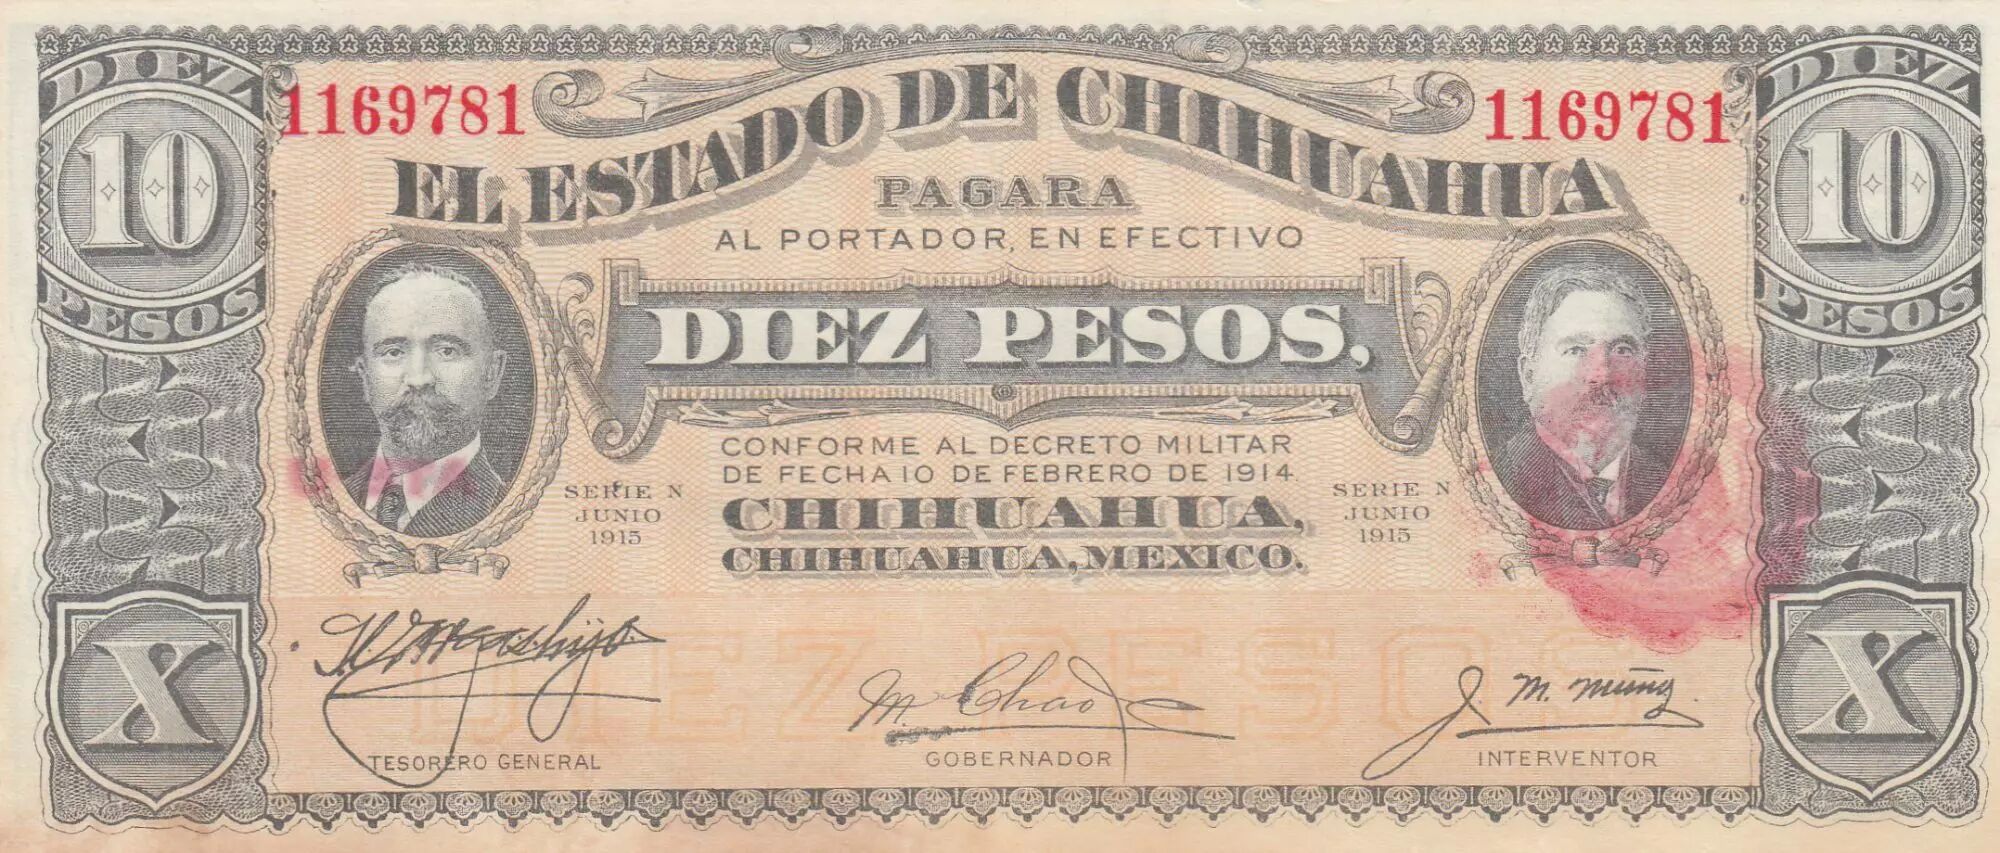 DIEZ
10
PESOS
1169781
1169781
DIEZ
10
PESOS
EL ESTADO DE CHIHUAHUA
PAGARA
AL PORTADOR, EN EFECTIVO
DIEZ PESOS,
CONFORME AL DECRETO MILITAR
DE FECHA 10 DE FEBRERO DE 1914
CHIHUAHUA,
CHIHUAHUA, MEXICO.
SERIE N
JUNIO
1915
SERIE N
JUNIO
1915
DIEZ PESOS
X
X
M Chao
J. M. Muñoz
TESORERO GENERAL
GOBERNADOR
INTERVENTOR